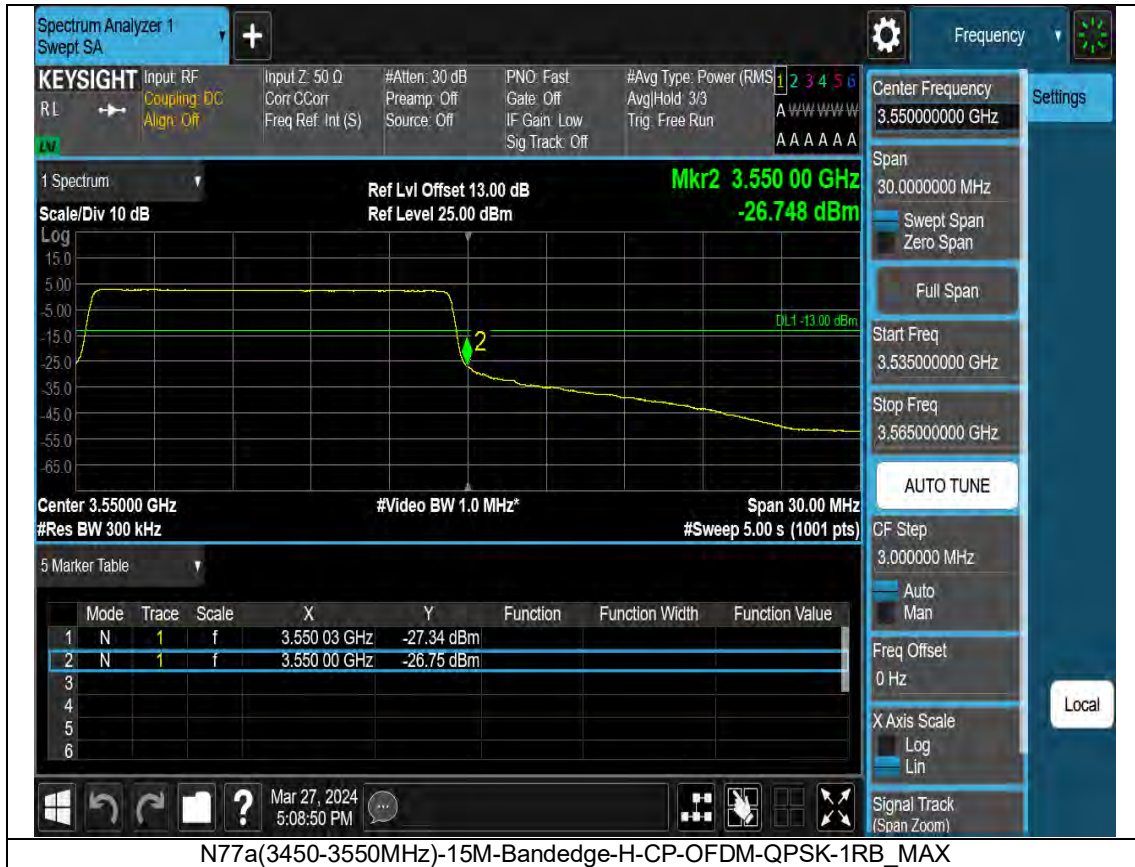 Spectrum Analyzer 1
Swept SA
+
Frequency
KEYSIGHT
Input: RF
Input Z: 50 Ω
#Atten: 30 dB
PNO: Fast
#Avg Type: Power (RMS
1 2 3 4 5 6
RL
Coupling: DC
Corr CCorr
Preamp: Off
Gate: Off
Avg|Hold: 3/3
A W W W W W
Align: Off
Freq Ref: Int (S)
Source: Off
IF Gain: Low
Trig: Free Run
Sig Track: Off
A A A A A A
Center Frequency
3.550000000 GHz
Settings
1 Spectrum
Ref Lvl Offset 13.00 dB
Mkr2 3.550 00 GHz
Scale/Div 10 dB
Ref Level 25.00 dBm
-26.748 dBm
Log
15.0
5.00
-5.00
-15.0
-25.0
-35.0
-45.0
-55.0
-65.0
DL1 -13.00 dBm
2
Center 3.55000 GHz
#Video BW 1.0 MHz*
Span 30.00 MHz
#Res BW 300 kHz
#Sweep 5.00 s (1001 pts)
Span
30.0000000 MHz
Swept Span
Zero Span
Full Span
Start Freq
3.535000000 GHz
Stop Freq
3.565000000 GHz
AUTO TUNE
CF Step
3.000000 MHz
Auto
Man
Freq Offset
0 Hz
X Axis Scale
Log
Lin
Signal Track
(Span Zoom)
Local
5 Marker Table
Mode Trace Scale X Y Function Function Width Function Value
1 N 1 f 3.550 03 GHz -27.34 dBm
2 N 1 f 3.550 00 GHz -26.75 dBm
3
4
5
6
?
Mar 27, 2024
5:08:50 PM
N77a(3450-3550MHz)-15M-Bandedge-H-CP-OFDM-QPSK-1RB_MAX